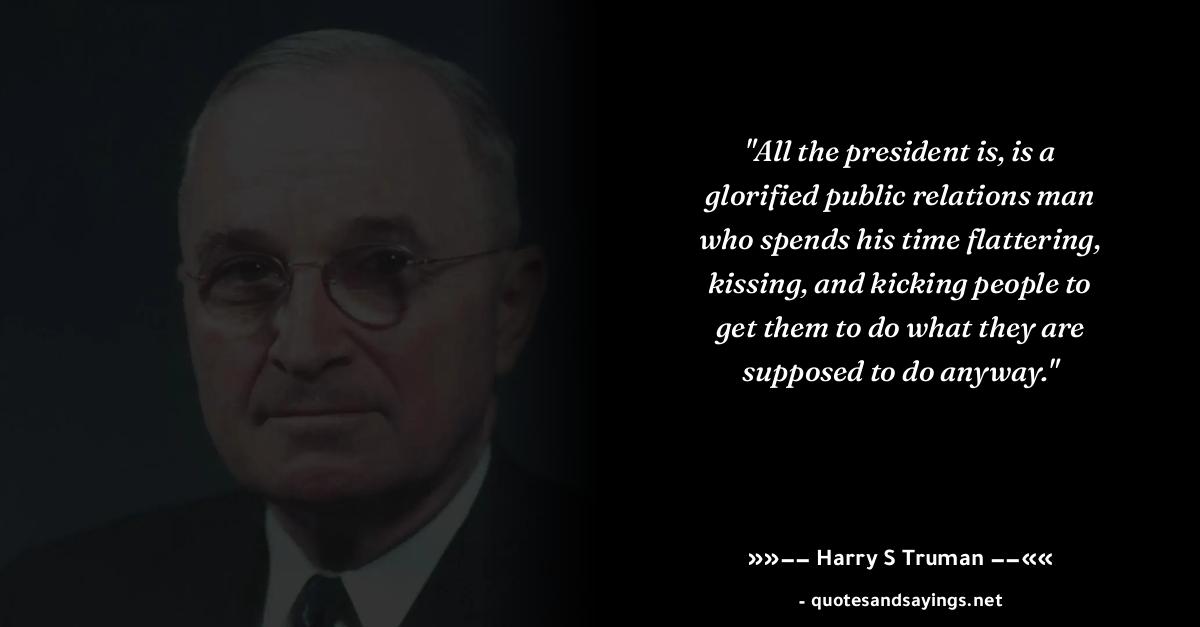 "All the president is, is a
glorified public relations man
who spends his time flattering,
kissing, and kicking people to
get them to do what they are
supposed to do anyway."
»»−− Harry S Truman −−««
- quotesandsayings.net